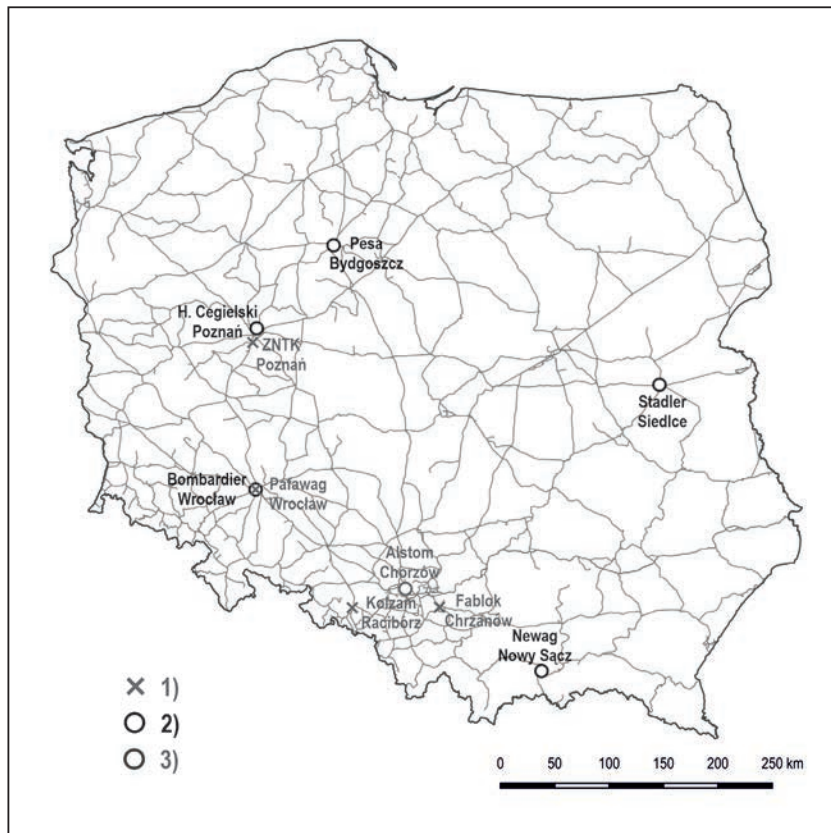 Pesa
Bydgoszcz
H. Cegielski
Poznań
ZNTK
Poznań
Stadler
Siedlce
Bombardier
Wrocław
Pafawag
Wrocław
Alstom
Chorzów
Kolzam
Racibórz
Fablok
Chrzanów
Newag
Nowy Sącz
1)
2)
3)
0 50 100 150 200 250 km